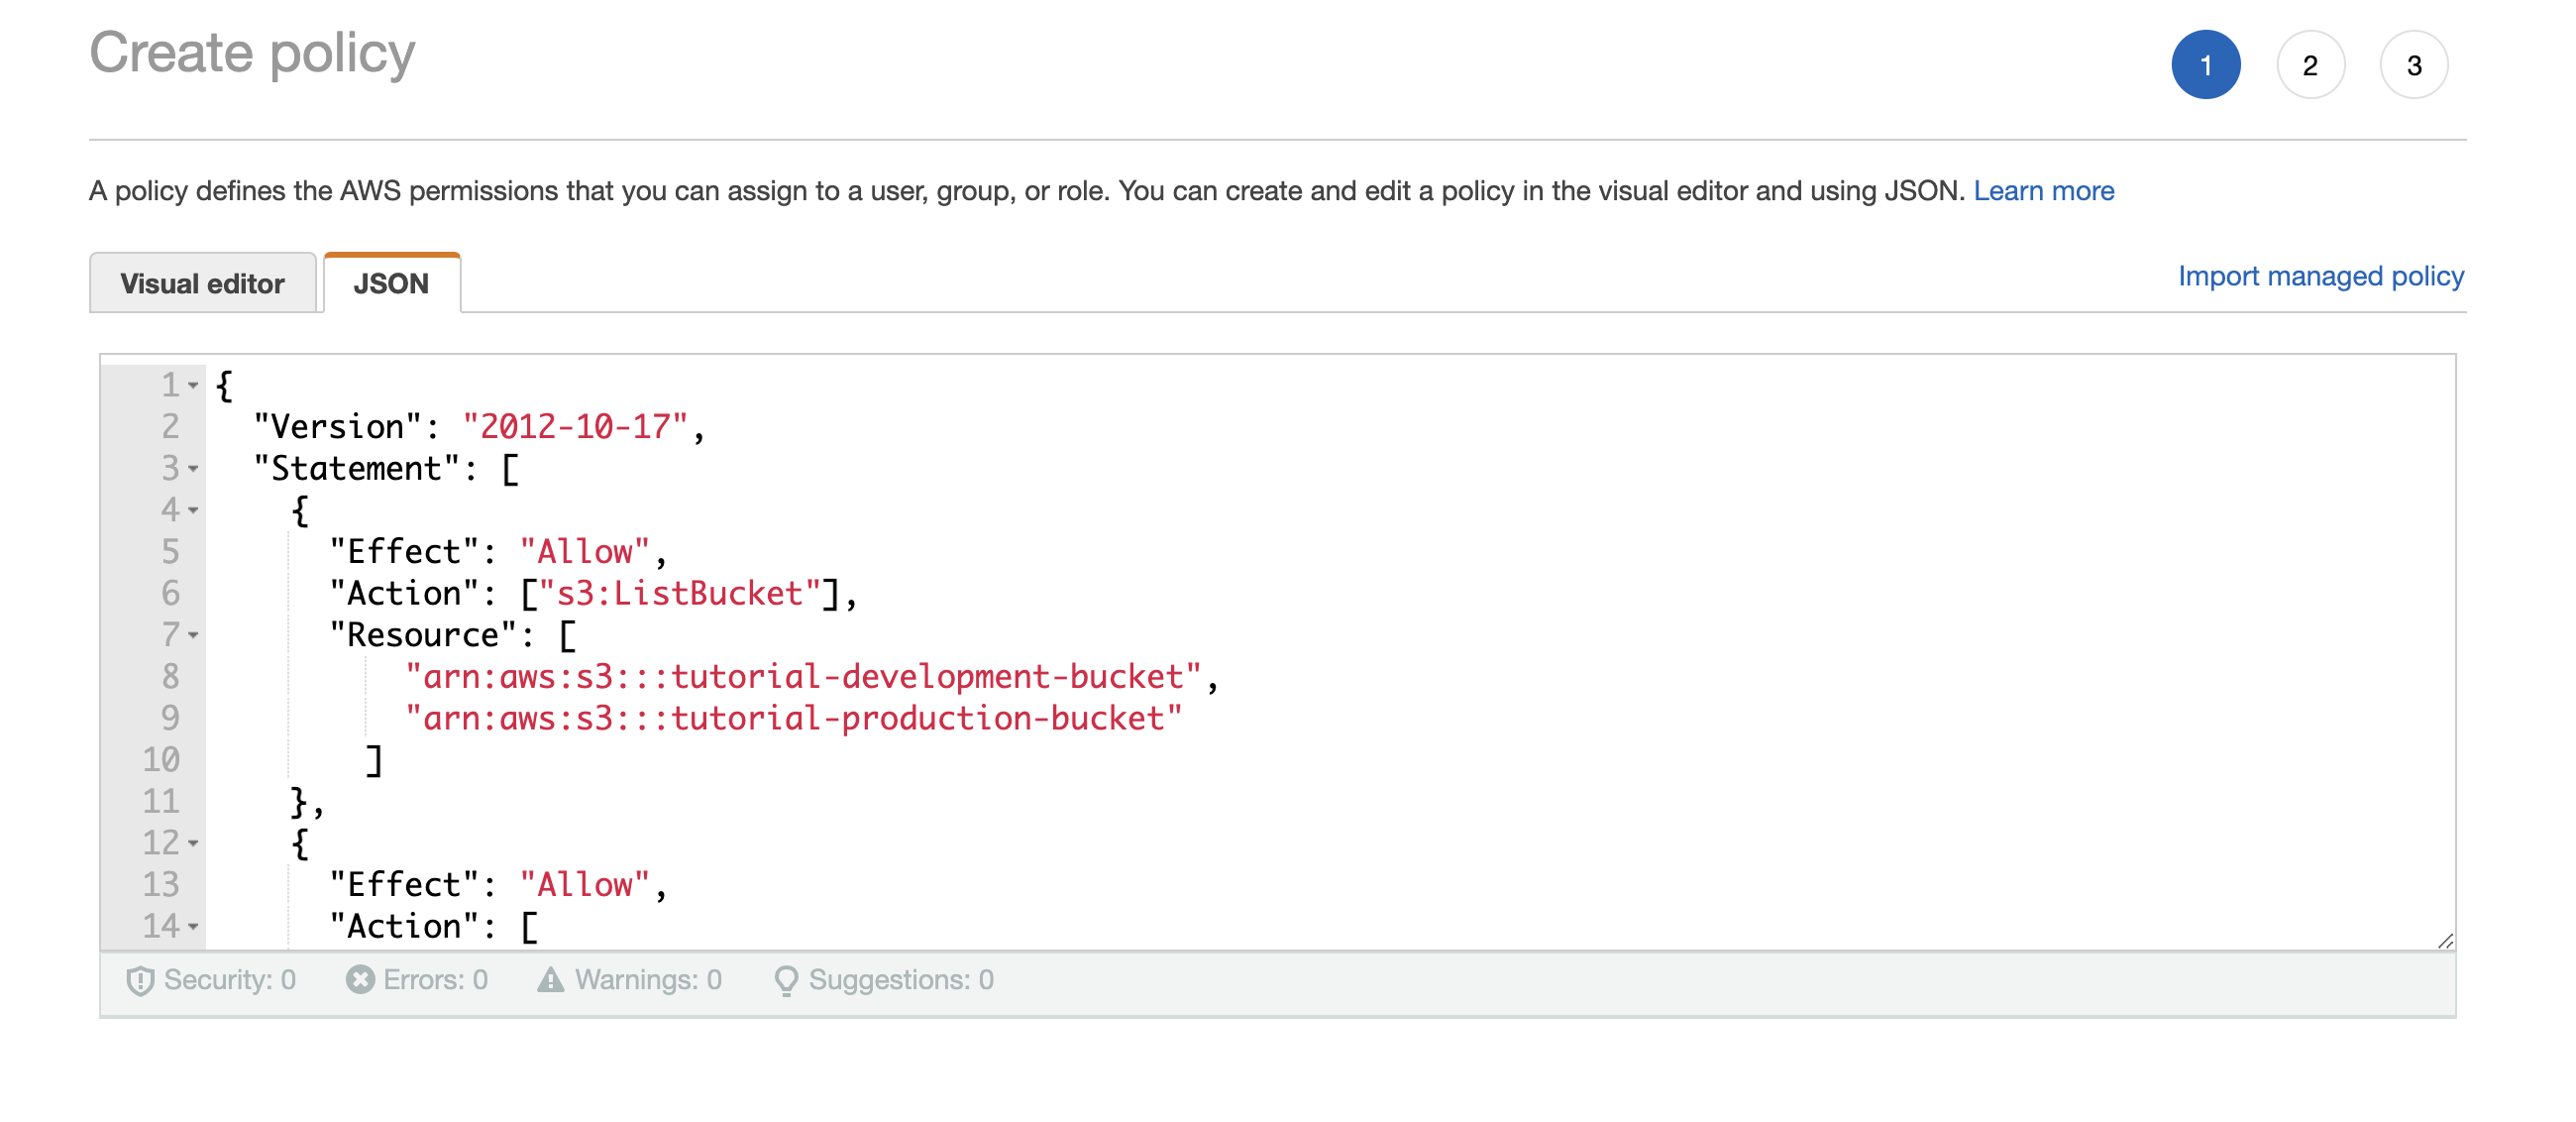 Create policy
1 2 3
A policy defines the AWS permissions that you can assign to a user, group, or role. You can create and edit a policy in the visual editor and using JSON. Learn more
Visual editor JSON Import managed policy
1 {
2 "Version": "2012-10-17",
3 "Statement": [
4 {
5 "Effect": "Allow",
6 "Action": ["s3:ListBucket"],
7 "Resource": [
8 "arn:aws:s3:::tutorial-development-bucket",
9 "arn:aws:s3:::tutorial-production-bucket"
10 ]
11 },
12 {
13 "Effect": "Allow",
14 "Action": [
Security: 0 Errors: 0 Warnings: 0 Suggestions: 0